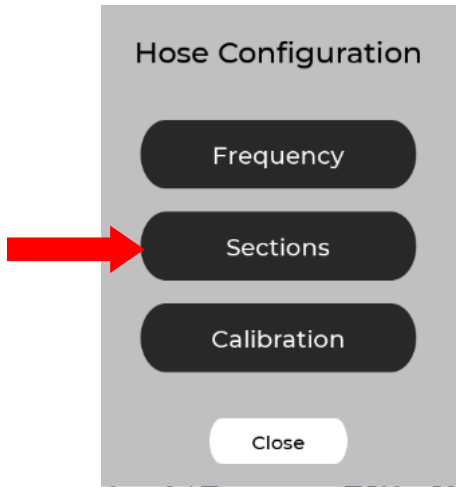 Hose Configuration
Frequency
Sections
Calibration
Close